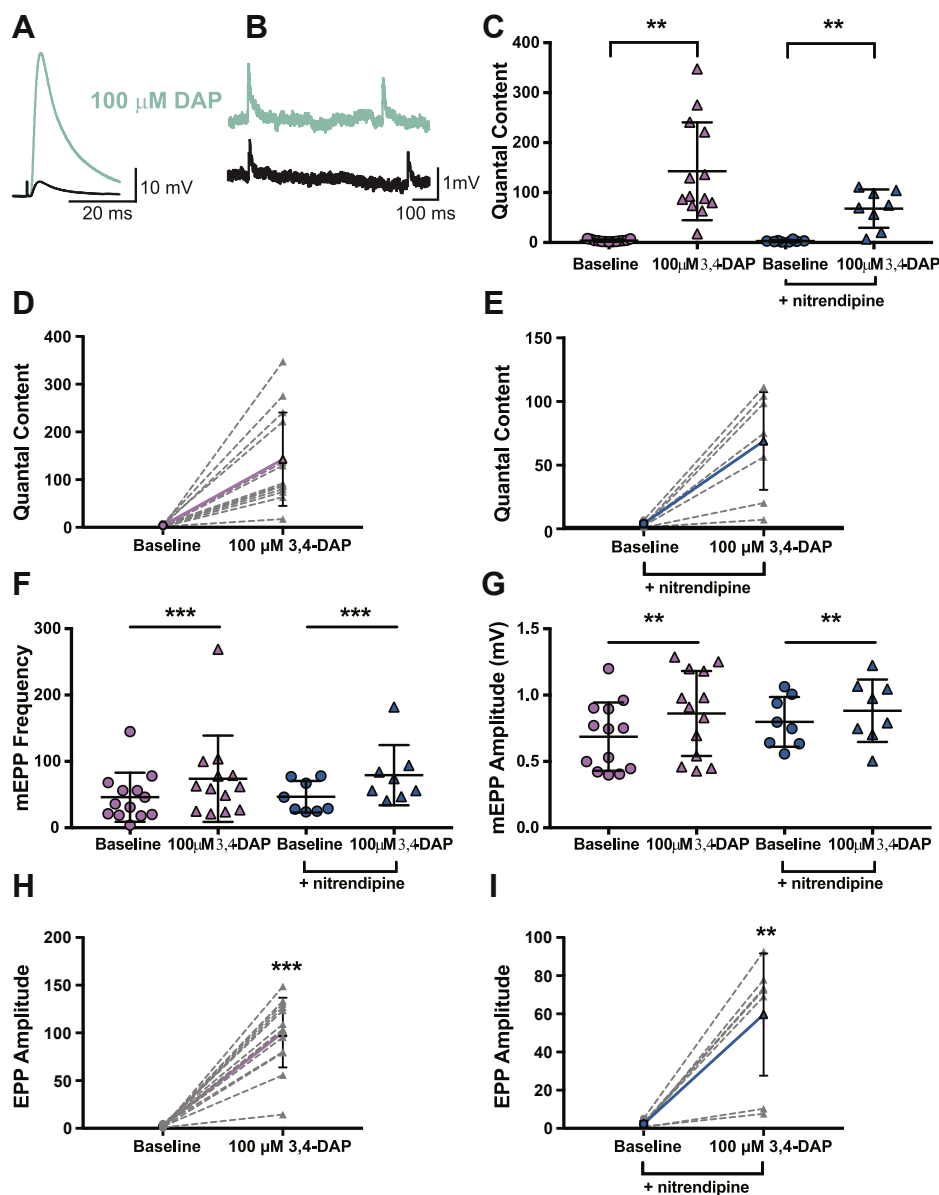 A
B
C
100 μM DAP
10 mV
20 ms
1mV
100 ms
Quantal Content
400
300
200
100
0
**
**
Baseline
100μM 3,4-DAP
Baseline
100μM 3,4-DAP
+ nitrendipine
D
E
Quantal Content
400
300
200
100
0
Baseline
100 μM 3,4-DAP
Quantal Content
150
100
50
0
Baseline
100 μM 3,4-DAP
+ nitrendipine
F
G
mEPP Frequency
300
200
100
0
***
***
Baseline
100μM 3,4-DAP
Baseline
100μM 3,4-DAP
+ nitrendipine
mEPP Amplitude (mV)
1.5
1.0
0.5
0.0
**
**
Baseline
100μM 3,4-DAP
Baseline
100μM 3,4-DAP
+ nitrendipine
H
I
EPP Amplitude
200
150
100
50
0
***
Baseline
100 μM 3,4-DAP
EPP Amplitude
100
80
60
40
20
0
**
Baseline
100 μM 3,4-DAP
+ nitrendipine